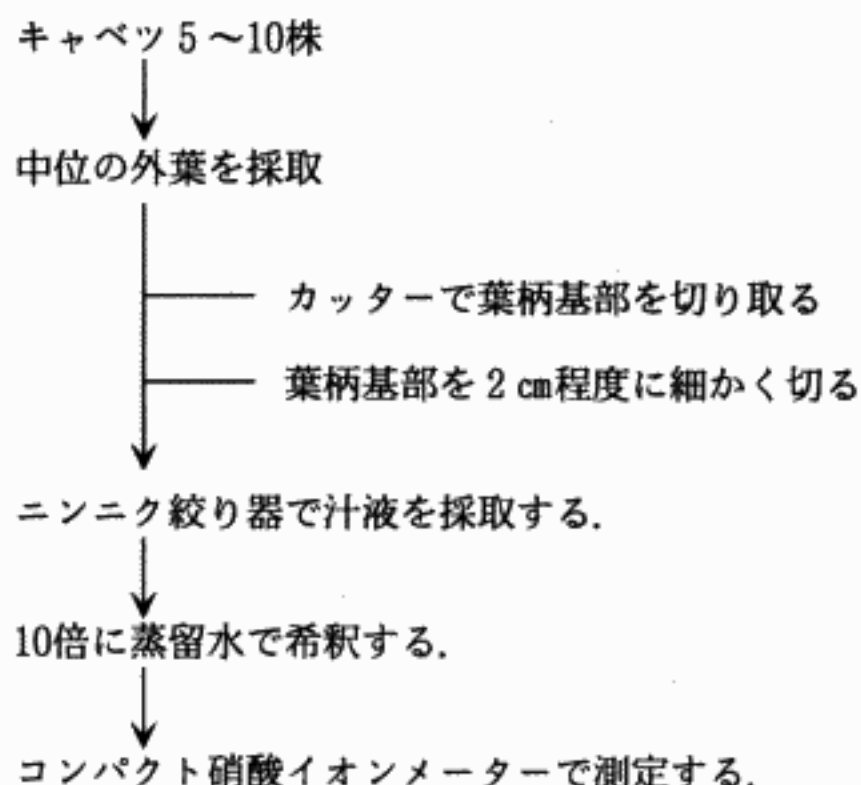 キャベツ 5 ～10株
中位の外葉を採取
カッターで葉柄基部を切り取る
葉柄基部を 2 ㎝程度に細かく切る
ニンニク絞り器で汁液を採取する.
10倍に蒸留水で希釈する.
コンパクト硝酸イオンメーターで測定する.